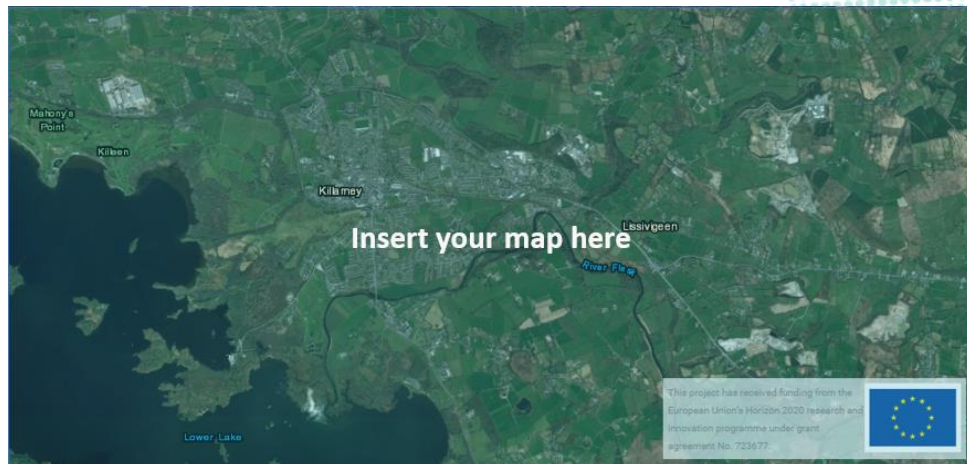 Mahony's
Point
Killeen
Killarney
Lissivigeen
Insert your map here
River Flesk
This project has received funding from the
European Union's Horizon 2020 research and
innovation programme under grant
agreement No. 723677.
Lower Lake